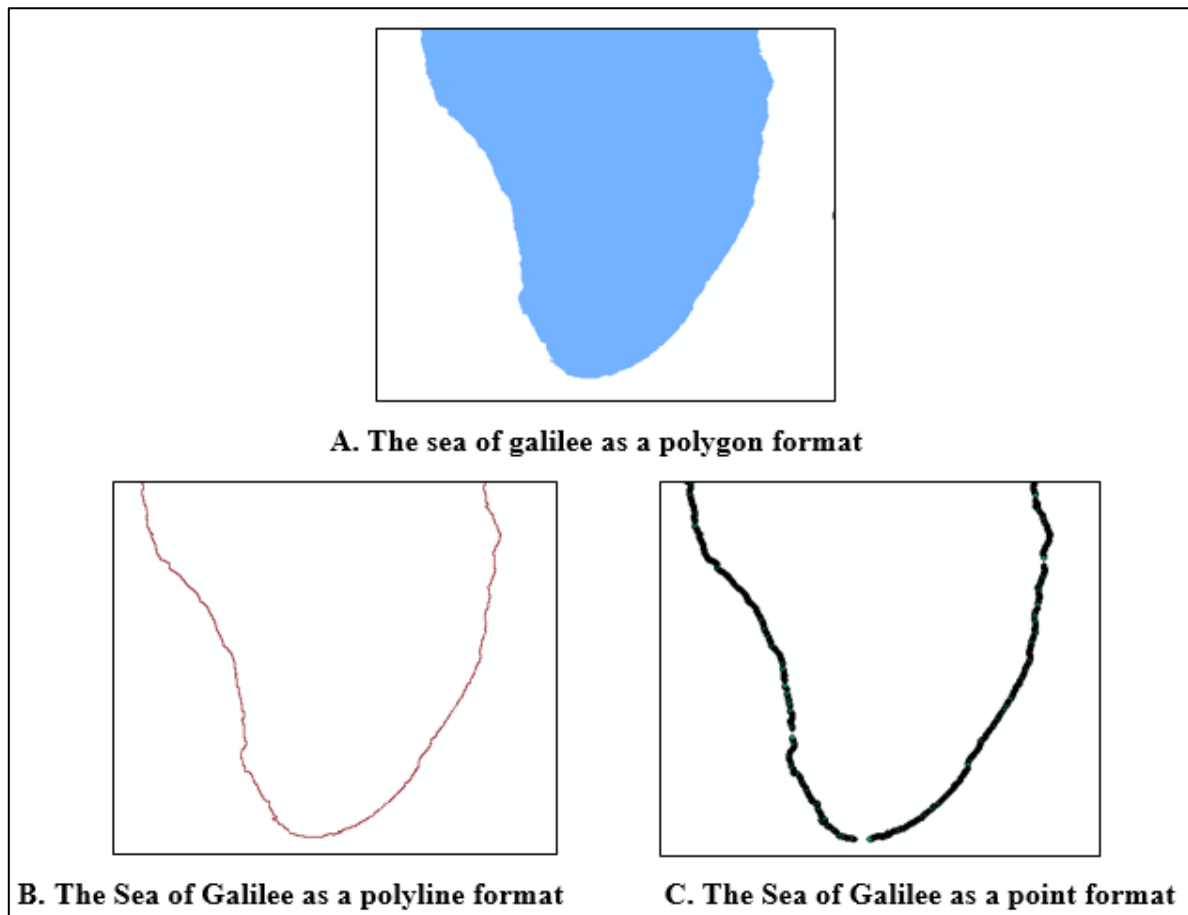 A. The sea of galilee as a polygon format
B. The Sea of Galilee as a polyline format
C. The Sea of Galilee as a point format